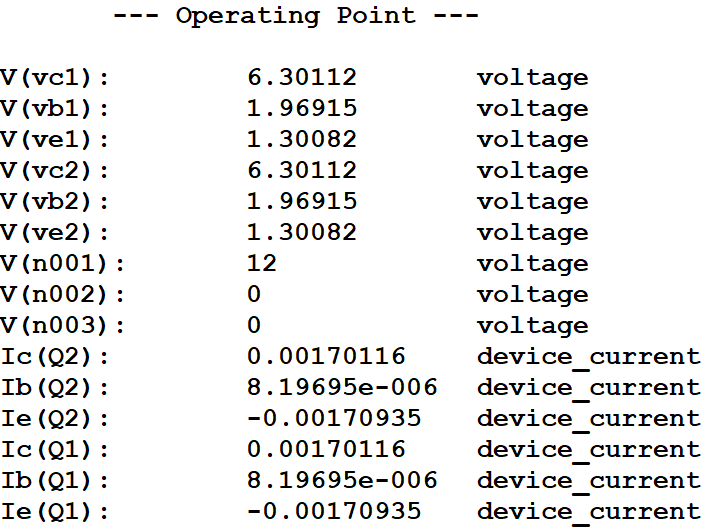 --- Operating Point ---
V(vc1): 6.30112 voltage
V(vb1): 1.96915 voltage
V(ve1): 1.30082 voltage
V(vc2): 6.30112 voltage
V(vb2): 1.96915 voltage
V(ve2): 1.30082 voltage
V(n001): 12 voltage
V(n002): 0 voltage
V(n003): 0 voltage
Ic(Q2): 0.00170116 device_current
Ib(Q2): 8.19695e-006 device_current
Ie(Q2): -0.00170935 device_current
Ic(Q1): 0.00170116 device_current
Ib(Q1): 8.19695e-006 device_current
Ie(Q1): -0.00170935 device_current